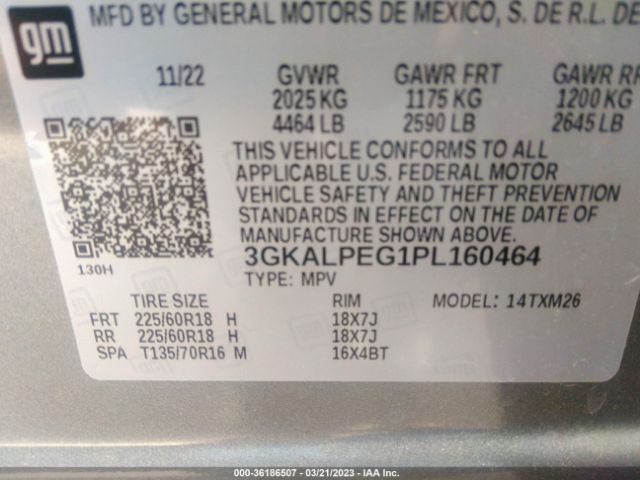 MFD BY GENERAL MOTORS DE MEXICO, S. DE R.L. DE
gm
11/22 GVWR GAWR FRT GAWR RR
2025 KG 1175 KG 1200 KG
4464 LB 2590 LB 2645 LB
THIS VEHICLE CONFORMS TO ALL
APPLICABLE U.S. FEDERAL MOTOR
VEHICLE SAFETY AND THEFT PREVENTION
STANDARDS IN EFFECT ON THE DATE OF
MANUFACTURE SHOWN ABOVE.
130H
3GKALPEG1PL160464
TYPE: MPV
TIRE SIZE RIM MODEL: 14TXM26
FRT 225/60R18 H 18X7J
RR 225/60R18 H 18X7J
SPA T135/70R16 M 16X4BT
000-36186507 - 03/21/2023 - IAA Inc.